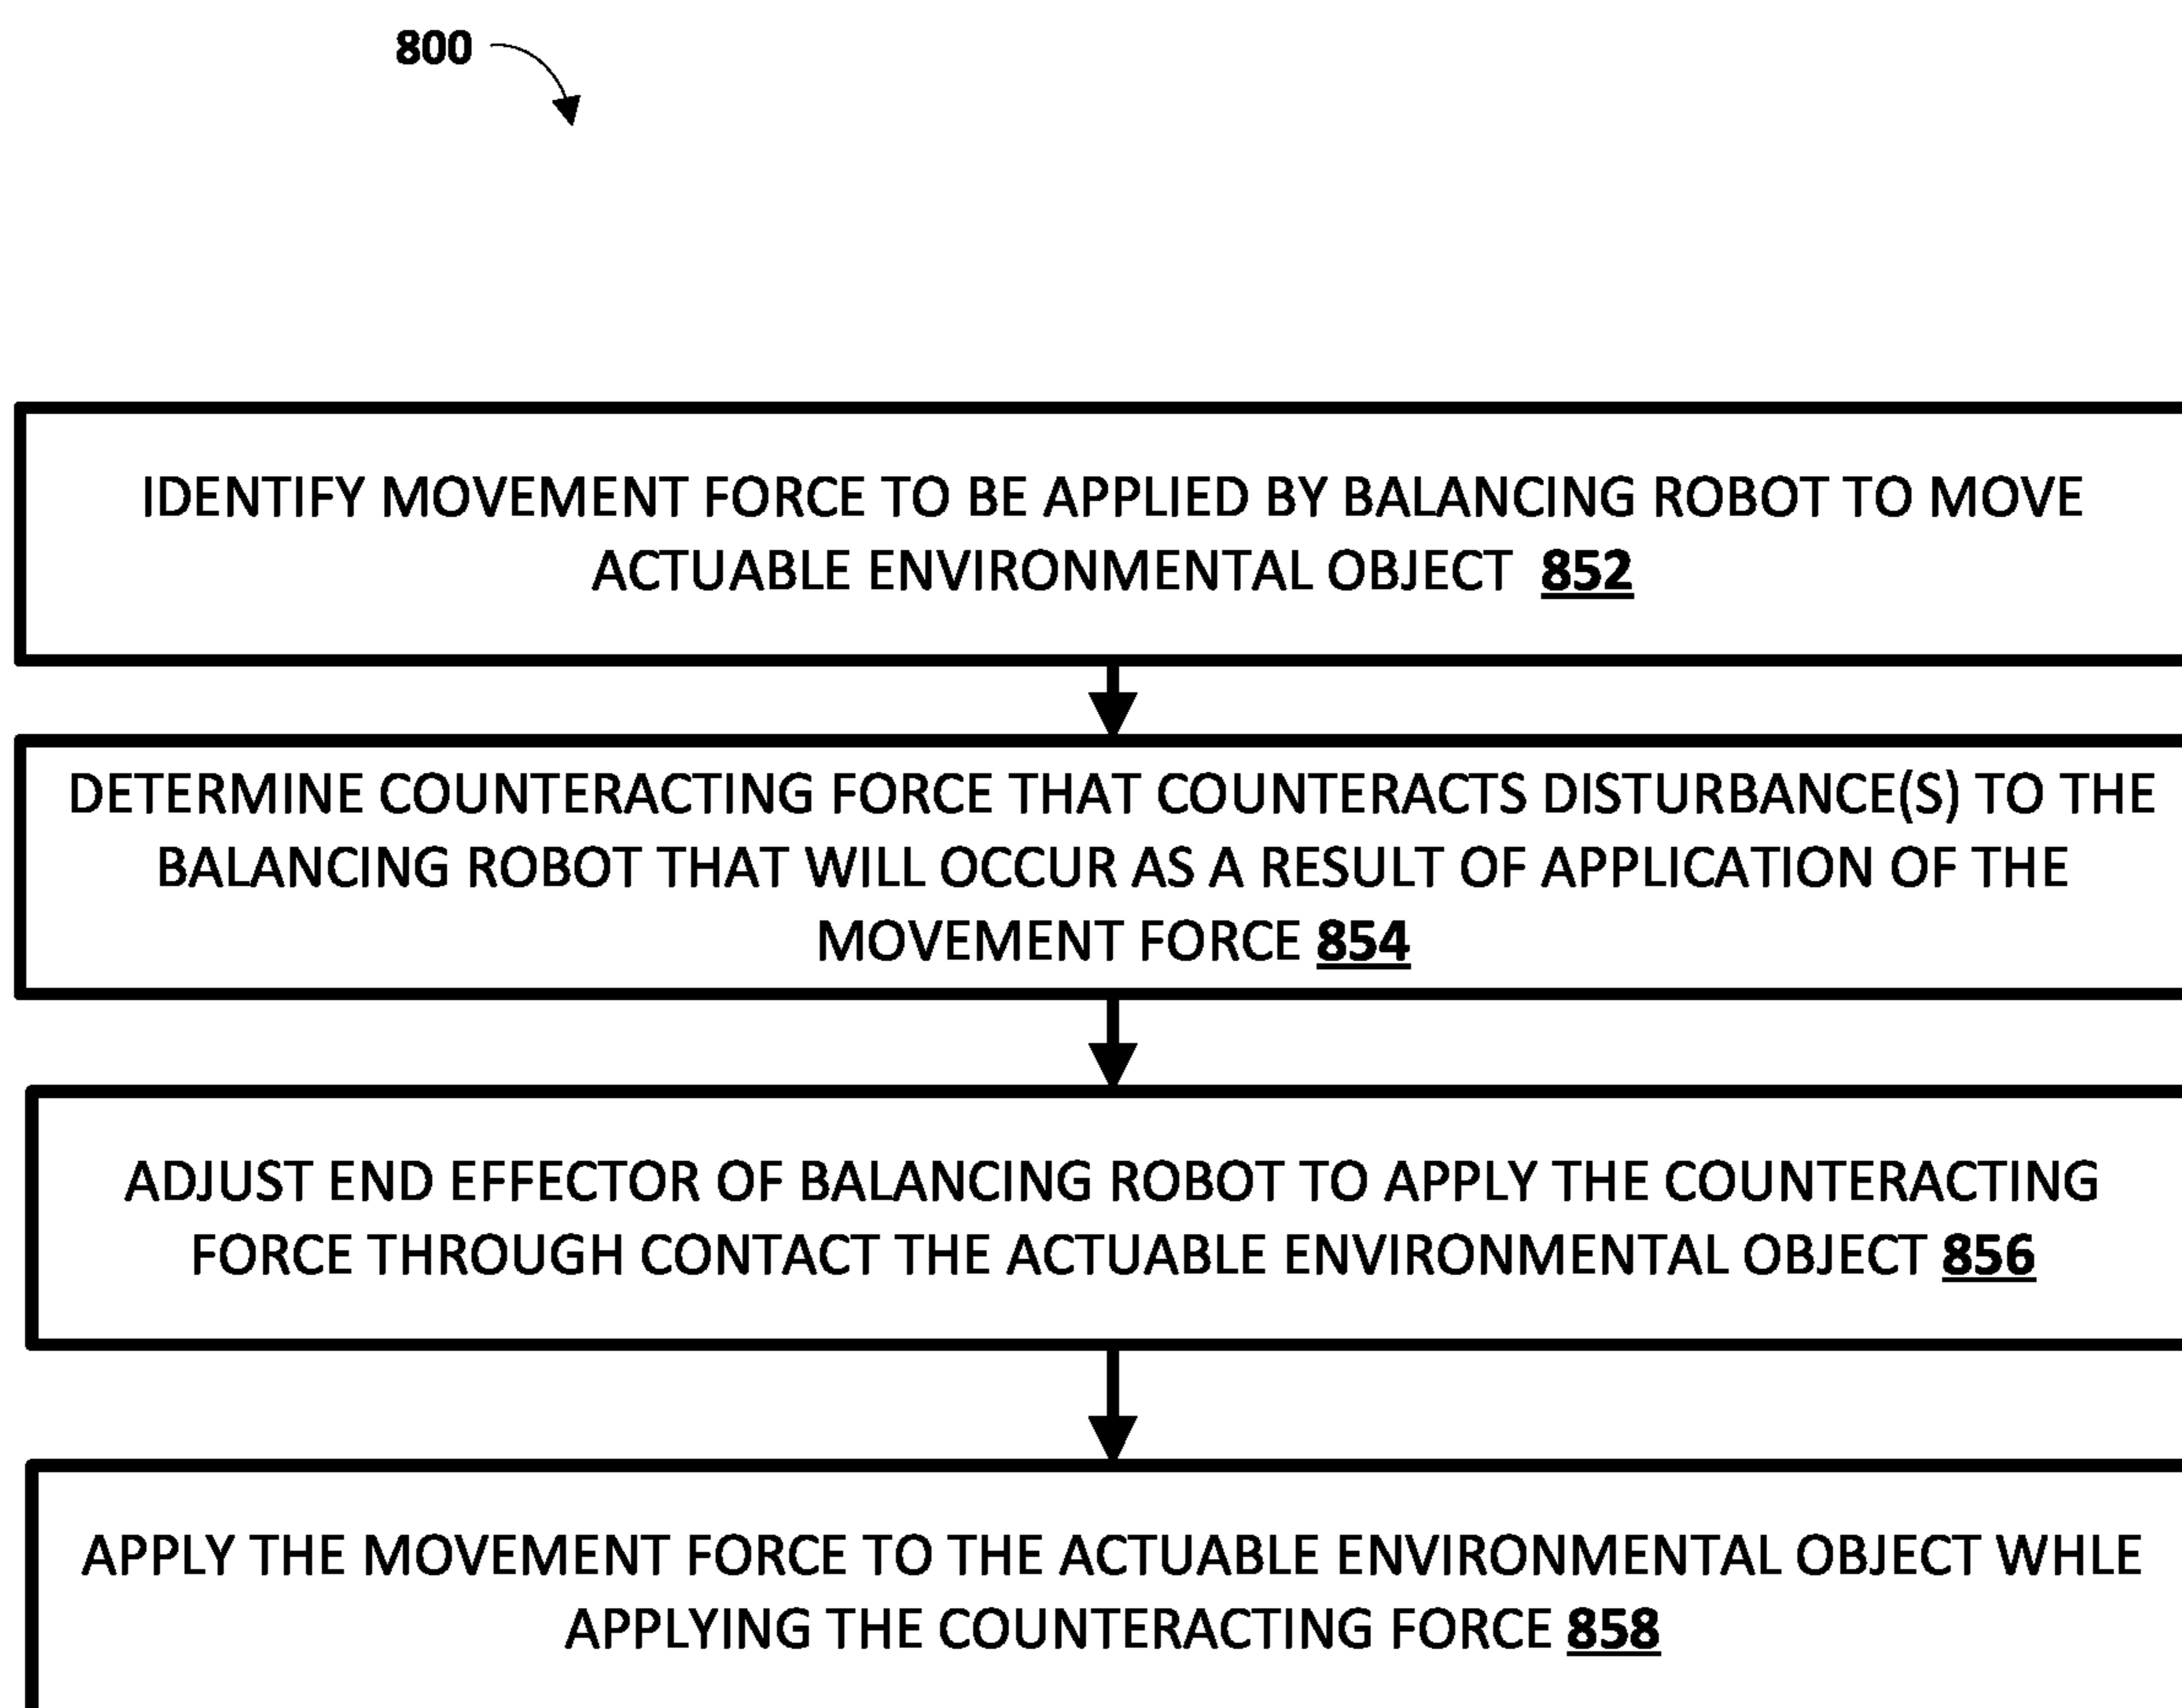 800
IDENTIFY MOVEMENT FORCE TO BE APPLIED BY BALANCING ROBOT TO MOVE
ACTUABLE ENVIRONMENTAL OBJECT 852
DETERMINE COUNTERACTING FORCE THAT COUNTERACTS DISTURBANCE(S) TO THE
BALANCING ROBOT THAT WILL OCCUR AS A RESULT OF APPLICATION OF THE
MOVEMENT FORCE 854
ADJUST END EFFECTOR OF BALANCING ROBOT TO APPLY THE COUNTERACTING
FORCE THROUGH CONTACT THE ACTUABLE ENVIRONMENTAL OBJECT 856
APPLY THE MOVEMENT FORCE TO THE ACTUABLE ENVIRONMENTAL OBJECT WHLE
APPLYING THE COUNTERACTING FORCE 858